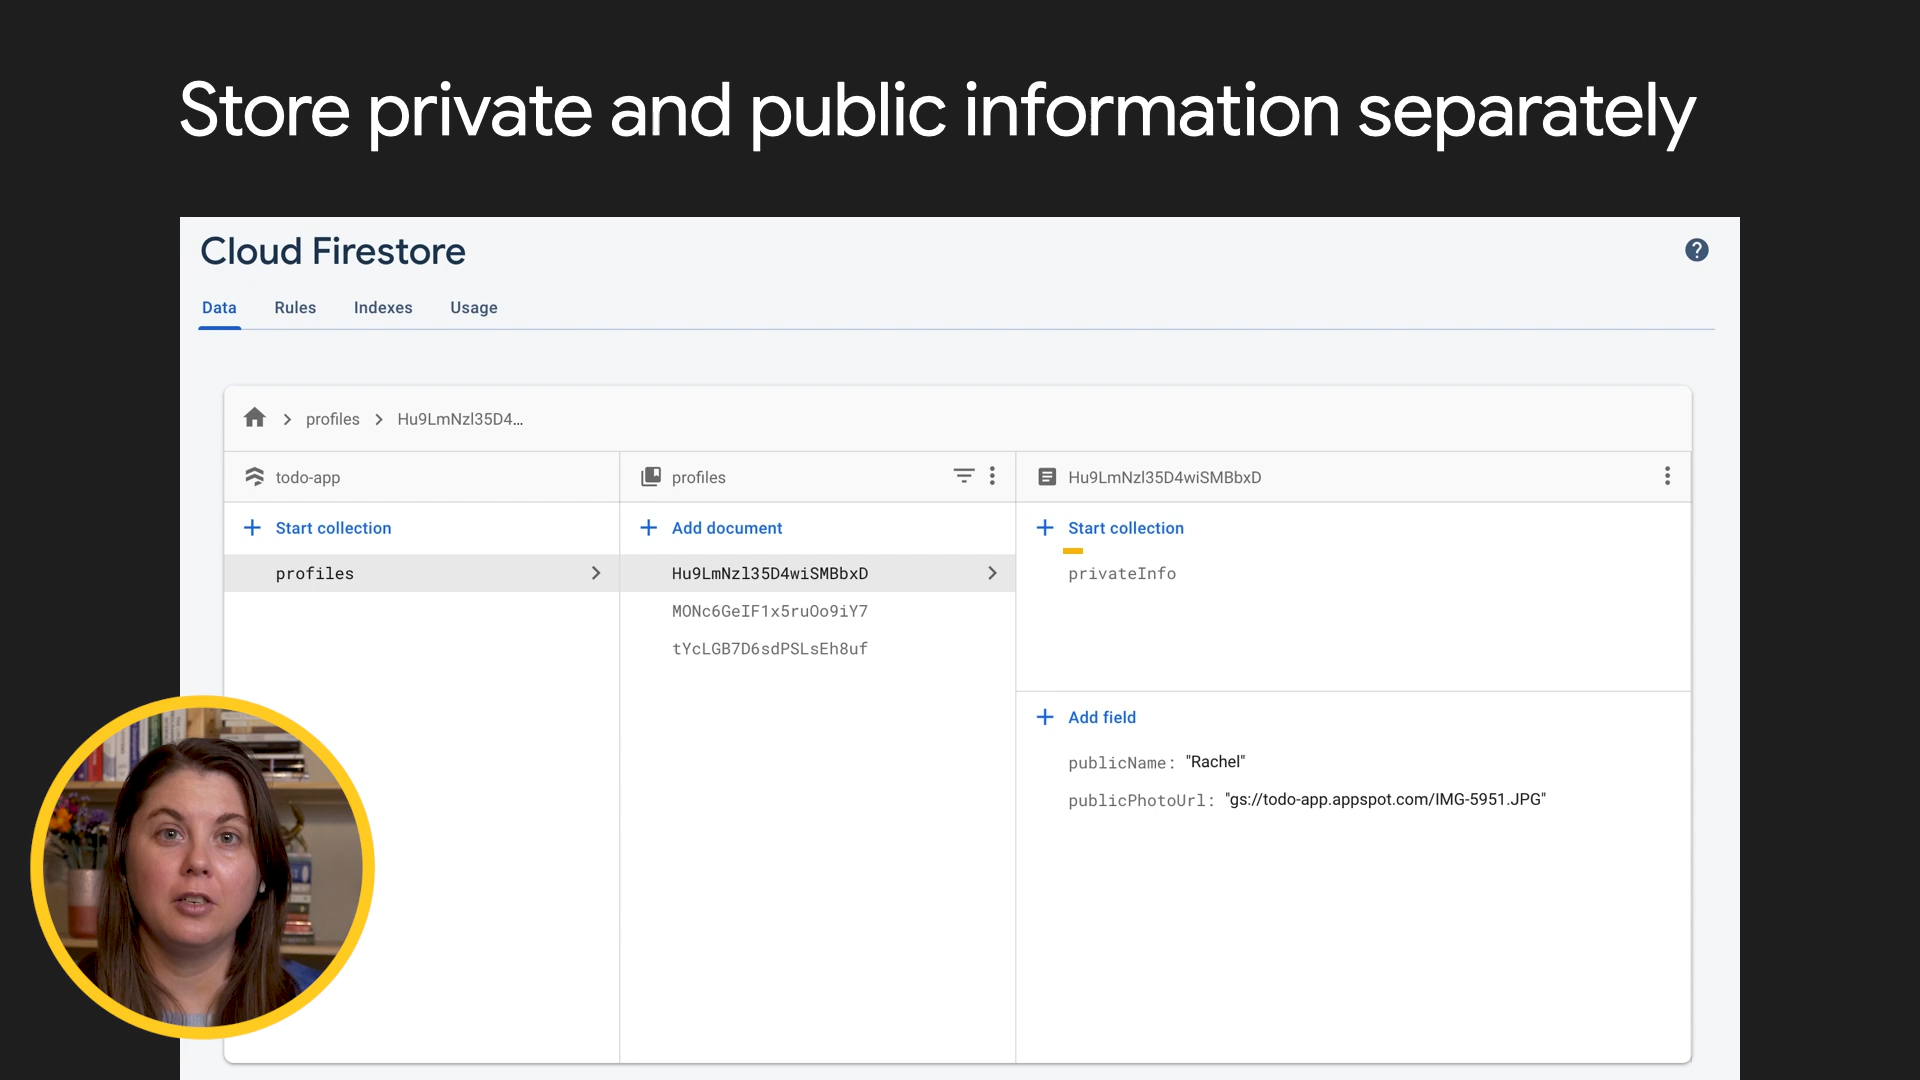 Store private and public information separately
Cloud Firestore
?
Data Rules Indexes Usage
profiles Hu9LmNzl35D4...
todo-app
profiles
Hu9LmNzl35D4wiSMBbxD
+ Start collection
+ Add document
+ Start collection
profiles
Hu9LmNzl35D4wiSMBbxD
privateInfo
MONc6GeIF1x5ruOo9iY7
tYcLGB7D6sdPSLsEh8uf
+ Add field
publicName: "Rachel"
publicPhotoUrl: "gs://todo-app.appspot.com/IMG-5951.JPG"